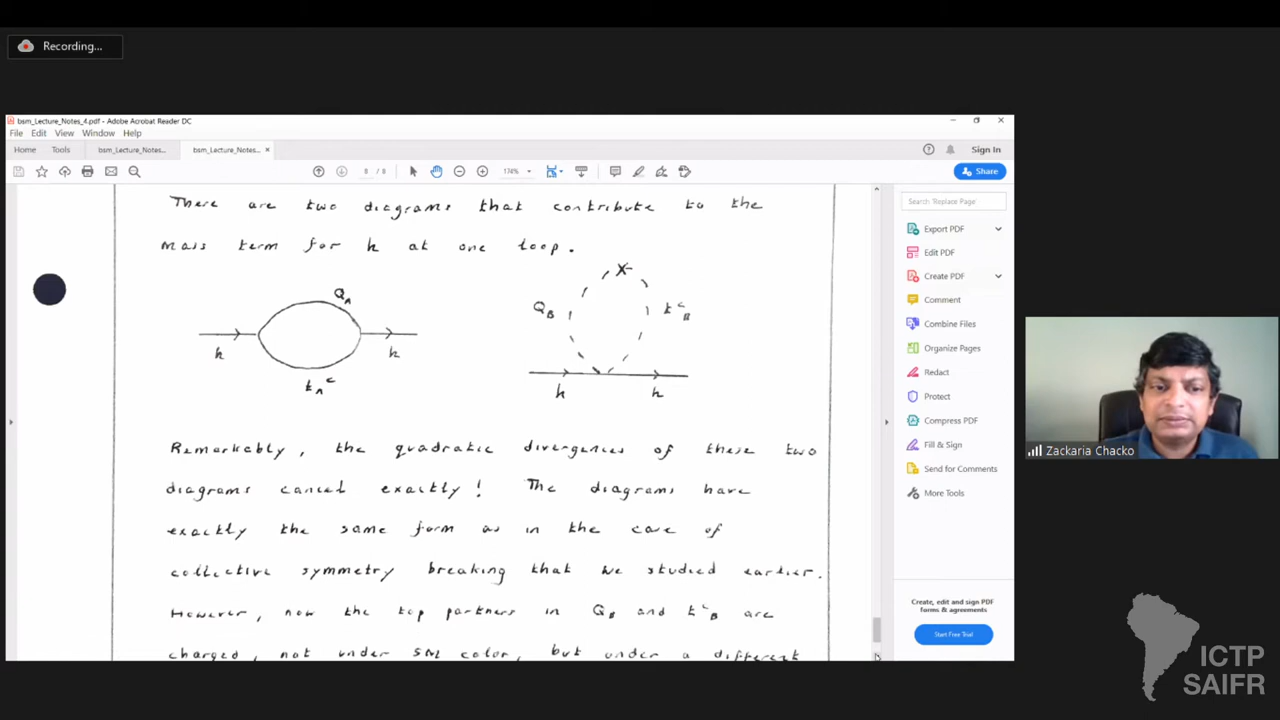 Recording...
bsm_Lecture_Notes_4.pdf - Adobe Acrobat Reader DC
File Edit View Window Help
Home Tools bsm_Lecture_Notes... bsm_Lecture_Notes... × Sign In
8 / 8 174% Share
There are two diagrams that contribute to the
mass term for h at one loop.
Q_A
Q_B t^c_B
h h
t_A^c
h h
Remarkably, the quadratic divergences of these two
diagrams cancel exactly! The diagrams have
exactly the same form as in the case of
collective symmetry breaking that we studied earlier.
However, now the top partners in Q_B and t^c_B are
charged, not under SM color, but under a different
Search 'Replace Page'
Export PDF
Edit PDF
Create PDF
Comment
Combine Files
Organize Pages
Redact
Protect
Compress PDF
Fill & Sign
Send for Comments
More Tools
Create, edit and sign PDF
forms & agreements
Start Free Trial
Zackaria Chacko
ICTP
SAIFR